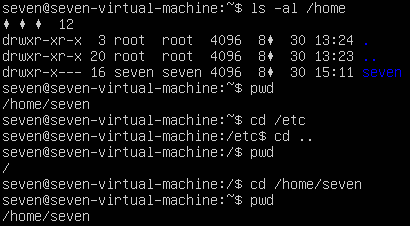 seven@seven-virtual-machine:~$ ls -al /home
♦ ♦ ♦  12
drwxr-xr-x  3 root  root  4096  8♦  30 13:24 .
drwxr-xr-x 20 root  root  4096  8♦  30 13:23 ..
drwxr-x--- 16 seven seven 4096  8♦  30 15:11 seven
seven@seven-virtual-machine:~$ pwd
/home/seven
seven@seven-virtual-machine:~$ cd /etc
seven@seven-virtual-machine:/etc$ cd ..
seven@seven-virtual-machine:/$ pwd
/
seven@seven-virtual-machine:/$ cd /home/seven
seven@seven-virtual-machine:~$ pwd
/home/seven